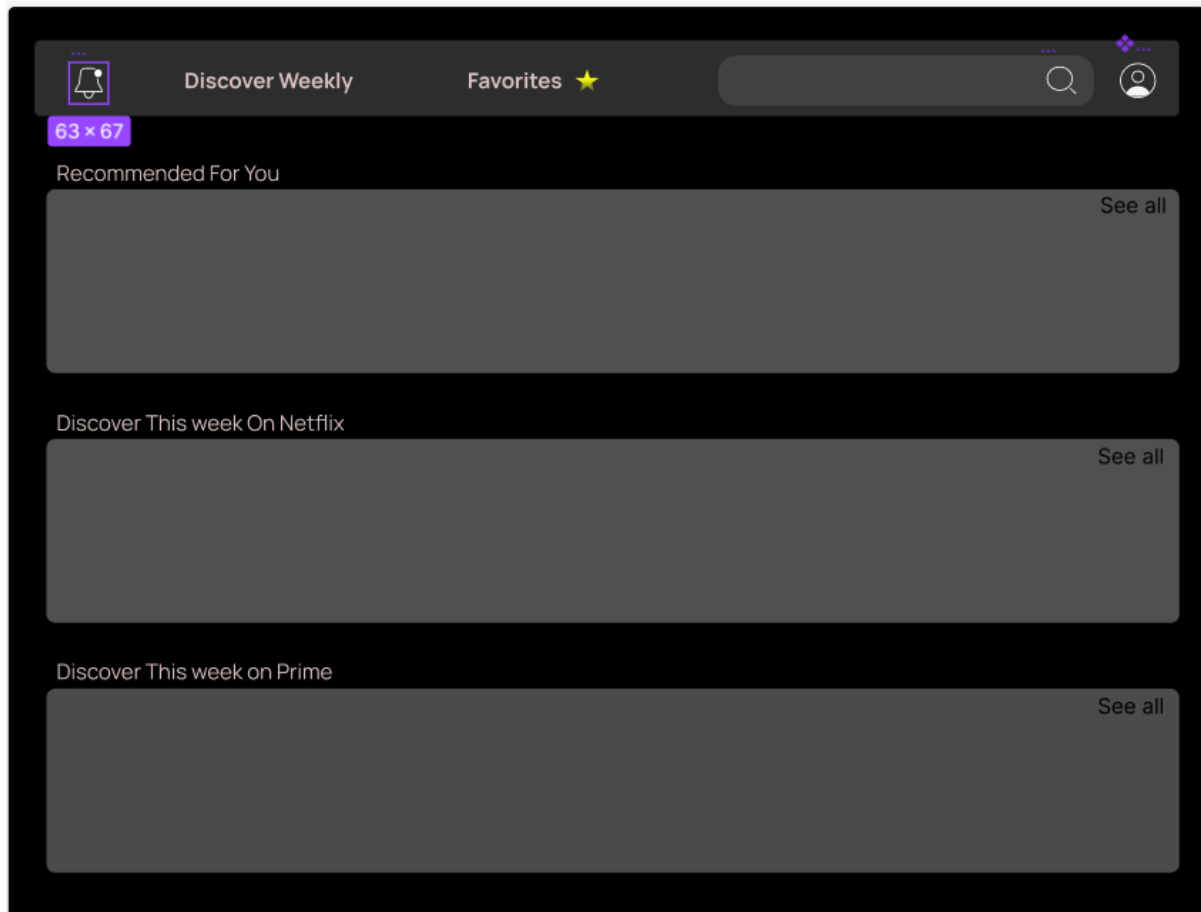 Discover Weekly
Favorites
63 × 67
Recommended For You
See all
Discover This week On Netflix
See all
Discover This week on Prime
See all